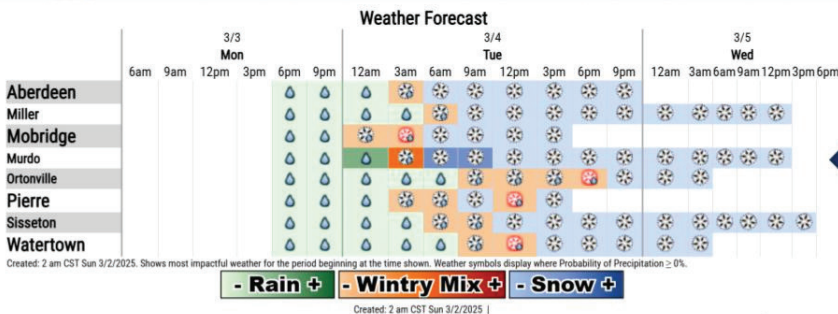 Weather Forecast
3/3 3/4 3/5
Mon Tue Wed
6am 9am 12pm 3pm 6pm 9pm 12am 3am 6am 9am 12pm 3pm 6pm 9pm 12am 3am 6am 9am 12pm 3pm 6pm
Aberdeen
Miller
Mobridge
Murdo
Ortonville
Pierre
Sisseton
Watertown
Created: 2 am CST Sun 3/2/2025. Shows most impactful weather for the period beginning at the time shown. Weather symbols display where Probability of Precipitation ≥ 0%.
- Rain + - Wintry Mix + - Snow +
Created: 2 am CST Sun 3/2/2025 |